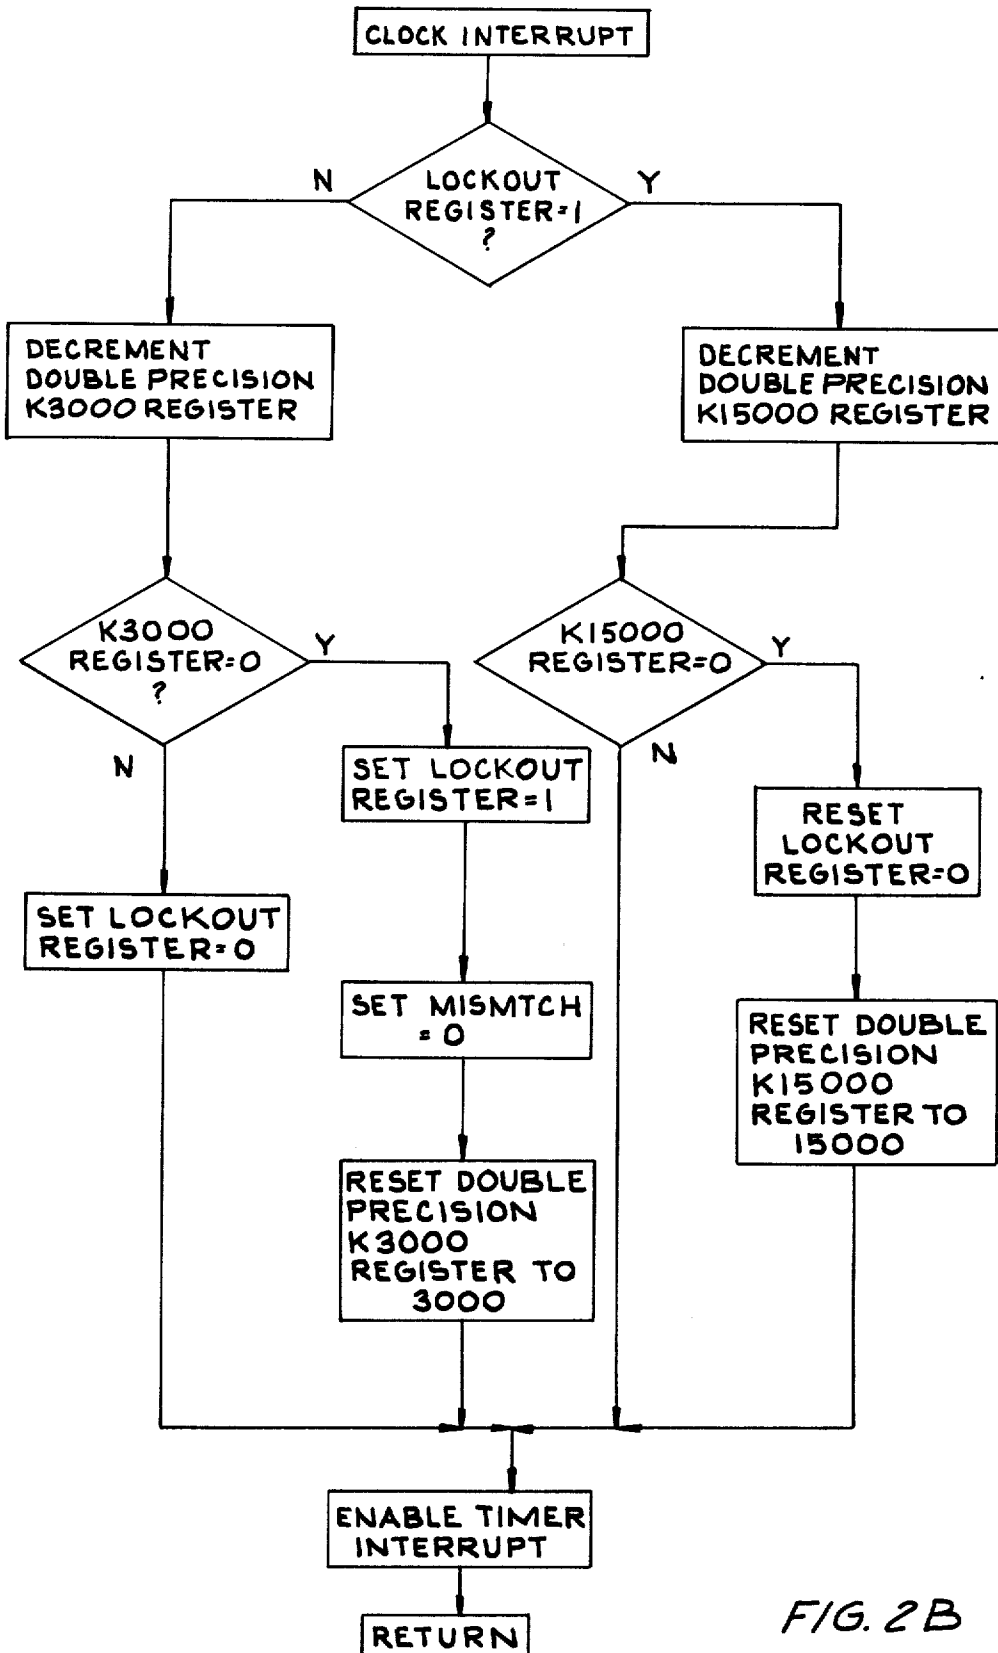 CLOCK INTERRUPT
LOCKOUT
REGISTER=1
?
N
Y
DECREMENT
DOUBLE PRECISION
K3000 REGISTER
DECREMENT
DOUBLE PRECISION
K15000 REGISTER
K3000
REGISTER=0
?
Y
N
K15000
REGISTER=0
Y
N
SET LOCKOUT
REGISTER=1
RESET
LOCKOUT
REGISTER=0
SET LOCKOUT
REGISTER=0
SET MISMTCH
=0
RESET DOUBLE
PRECISION
K15000
REGISTER TO
15000
RESET DOUBLE
PRECISION
K3000
REGISTER TO
3000
ENABLE TIMER
INTERRUPT
RETURN
FIG. 2B